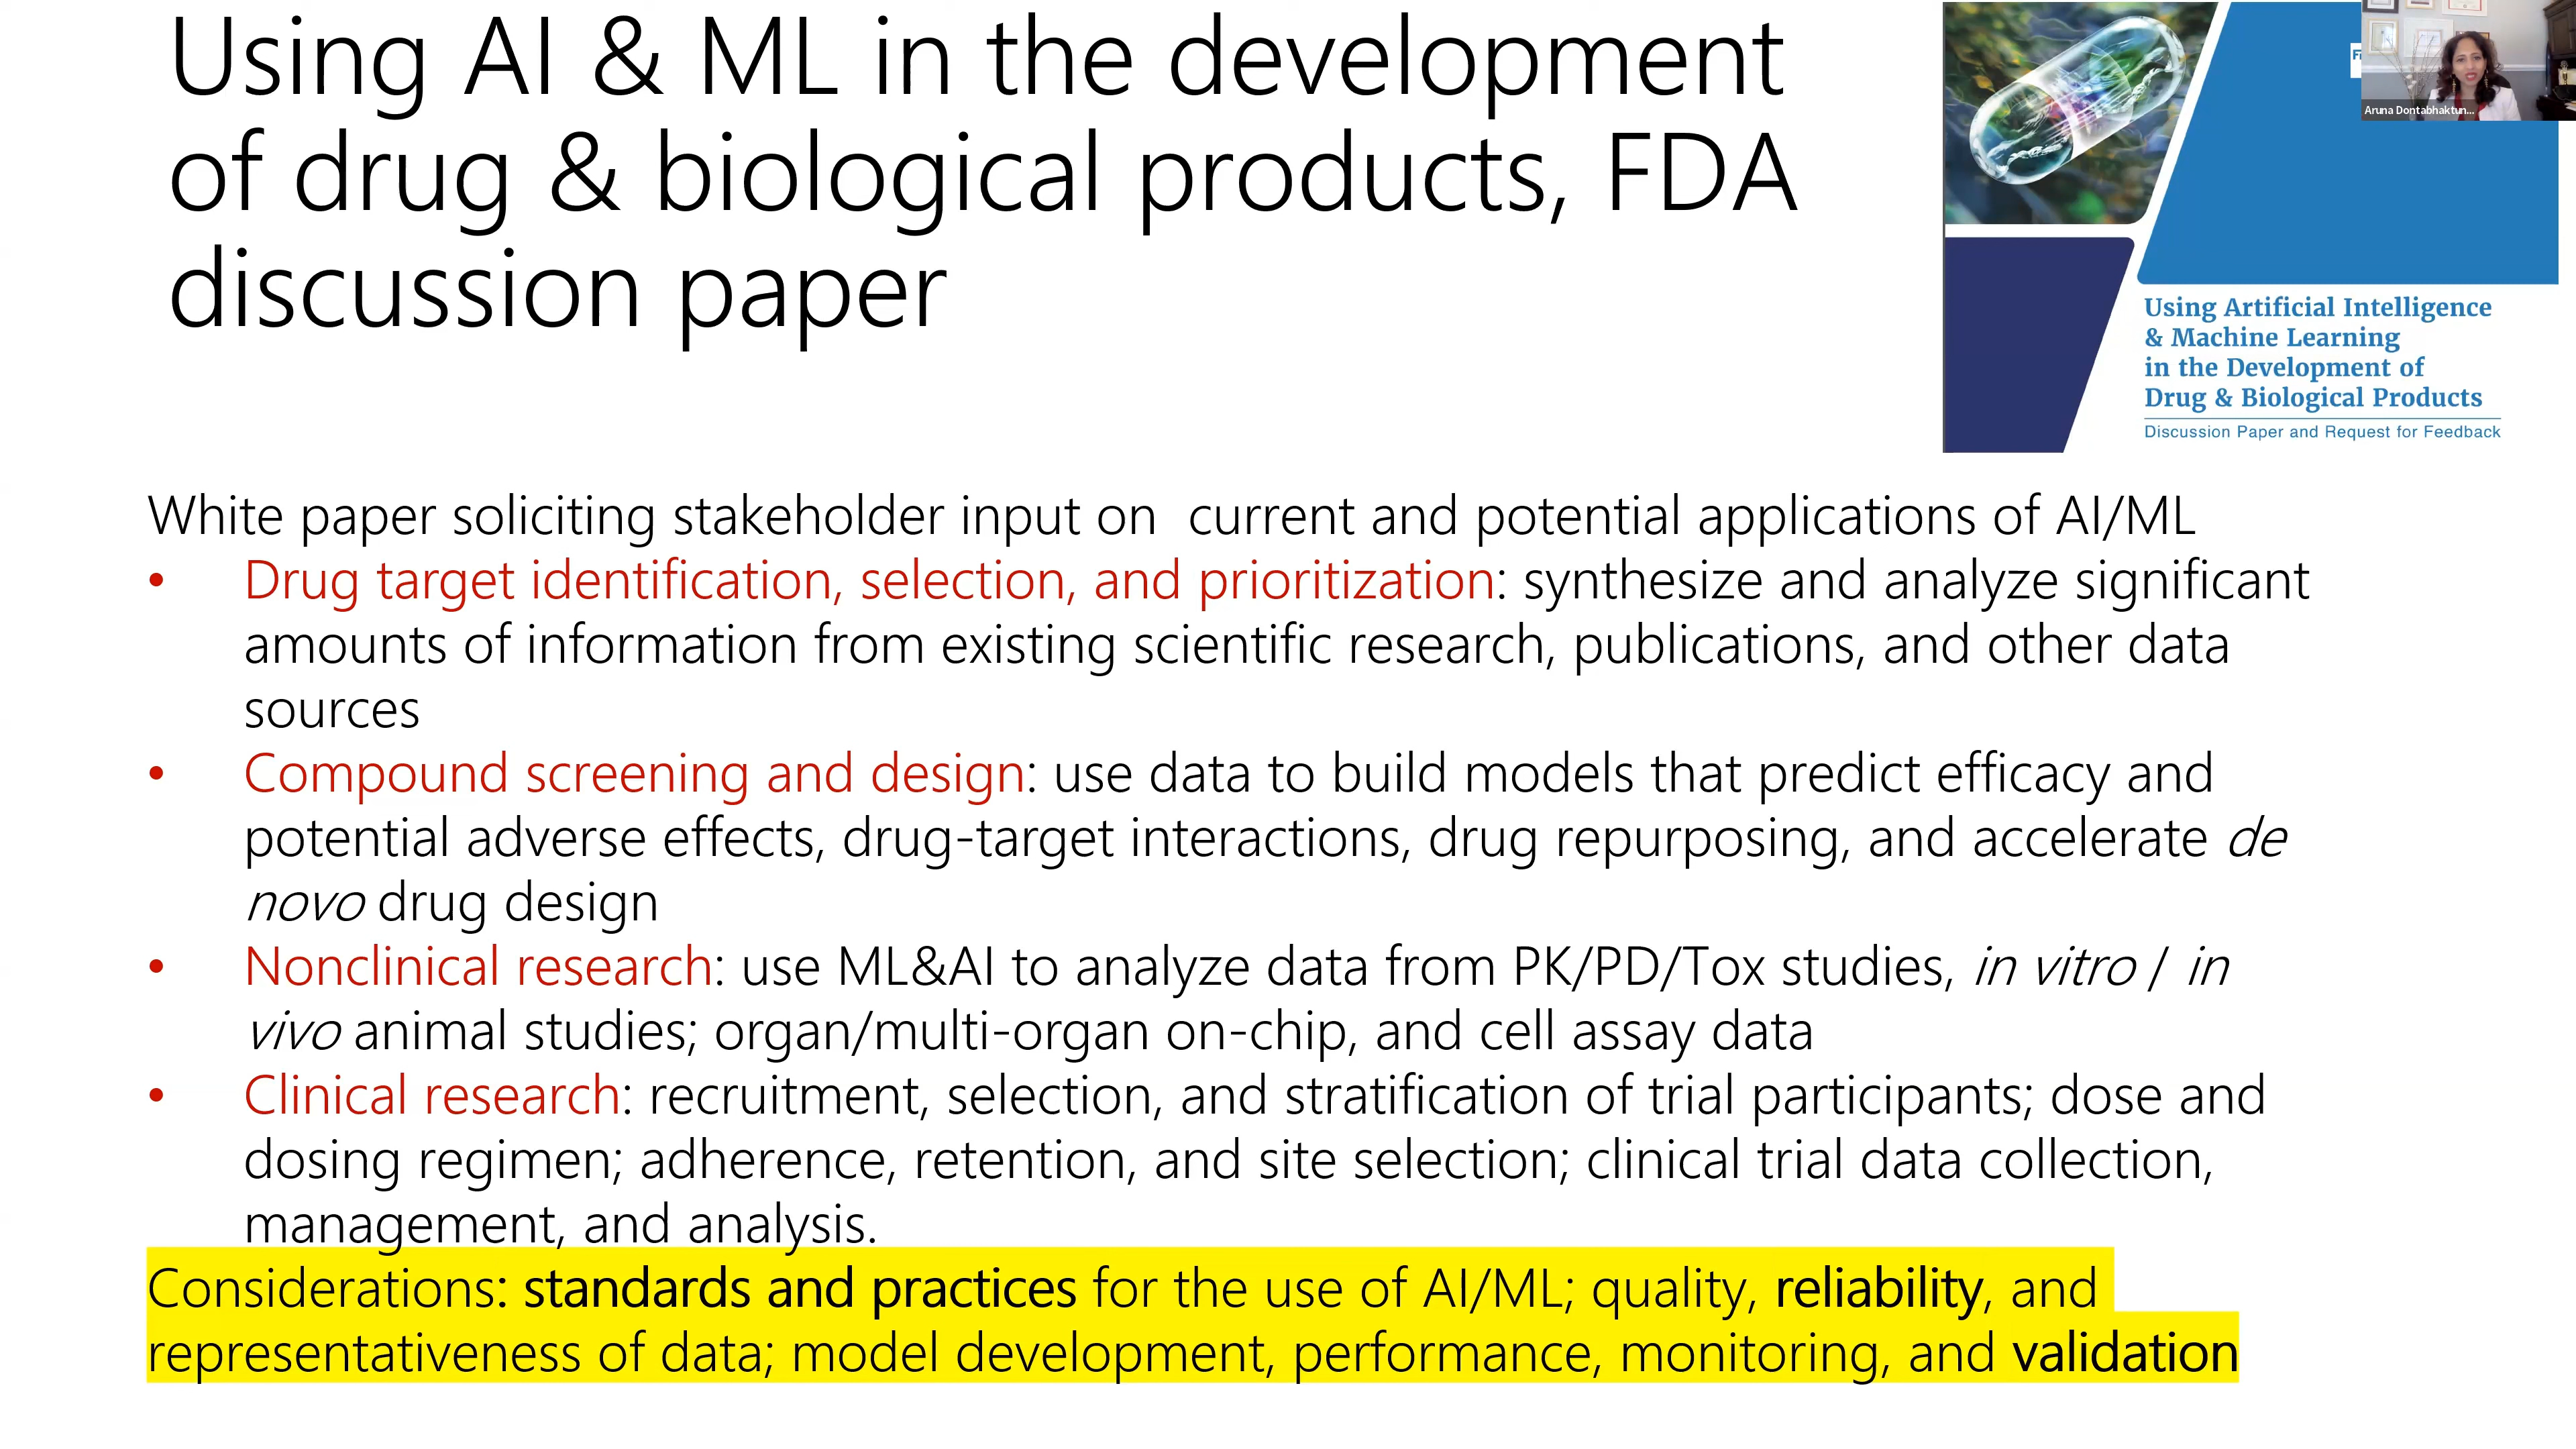 Using AI & ML in the development
of drug & biological products, FDA
discussion paper
Aruna Dontabhaktun...
Using Artificial Intelligence
& Machine Learning
in the Development of
Drug & Biological Products
Discussion Paper and Request for Feedback
White paper soliciting stakeholder input on  current and potential applications of AI/ML
• Drug target identification, selection, and prioritization: synthesize and analyze significant
amounts of information from existing scientific research, publications, and other data
sources
• Compound screening and design: use data to build models that predict efficacy and
potential adverse effects, drug-target interactions, drug repurposing, and accelerate de
novo drug design
• Nonclinical research: use ML&AI to analyze data from PK/PD/Tox studies, in vitro / in
vivo animal studies; organ/multi-organ on-chip, and cell assay data
• Clinical research: recruitment, selection, and stratification of trial participants; dose and
dosing regimen; adherence, retention, and site selection; clinical trial data collection,
management, and analysis.
Considerations: standards and practices for the use of AI/ML; quality, reliability, and
representativeness of data; model development, performance, monitoring, and validation